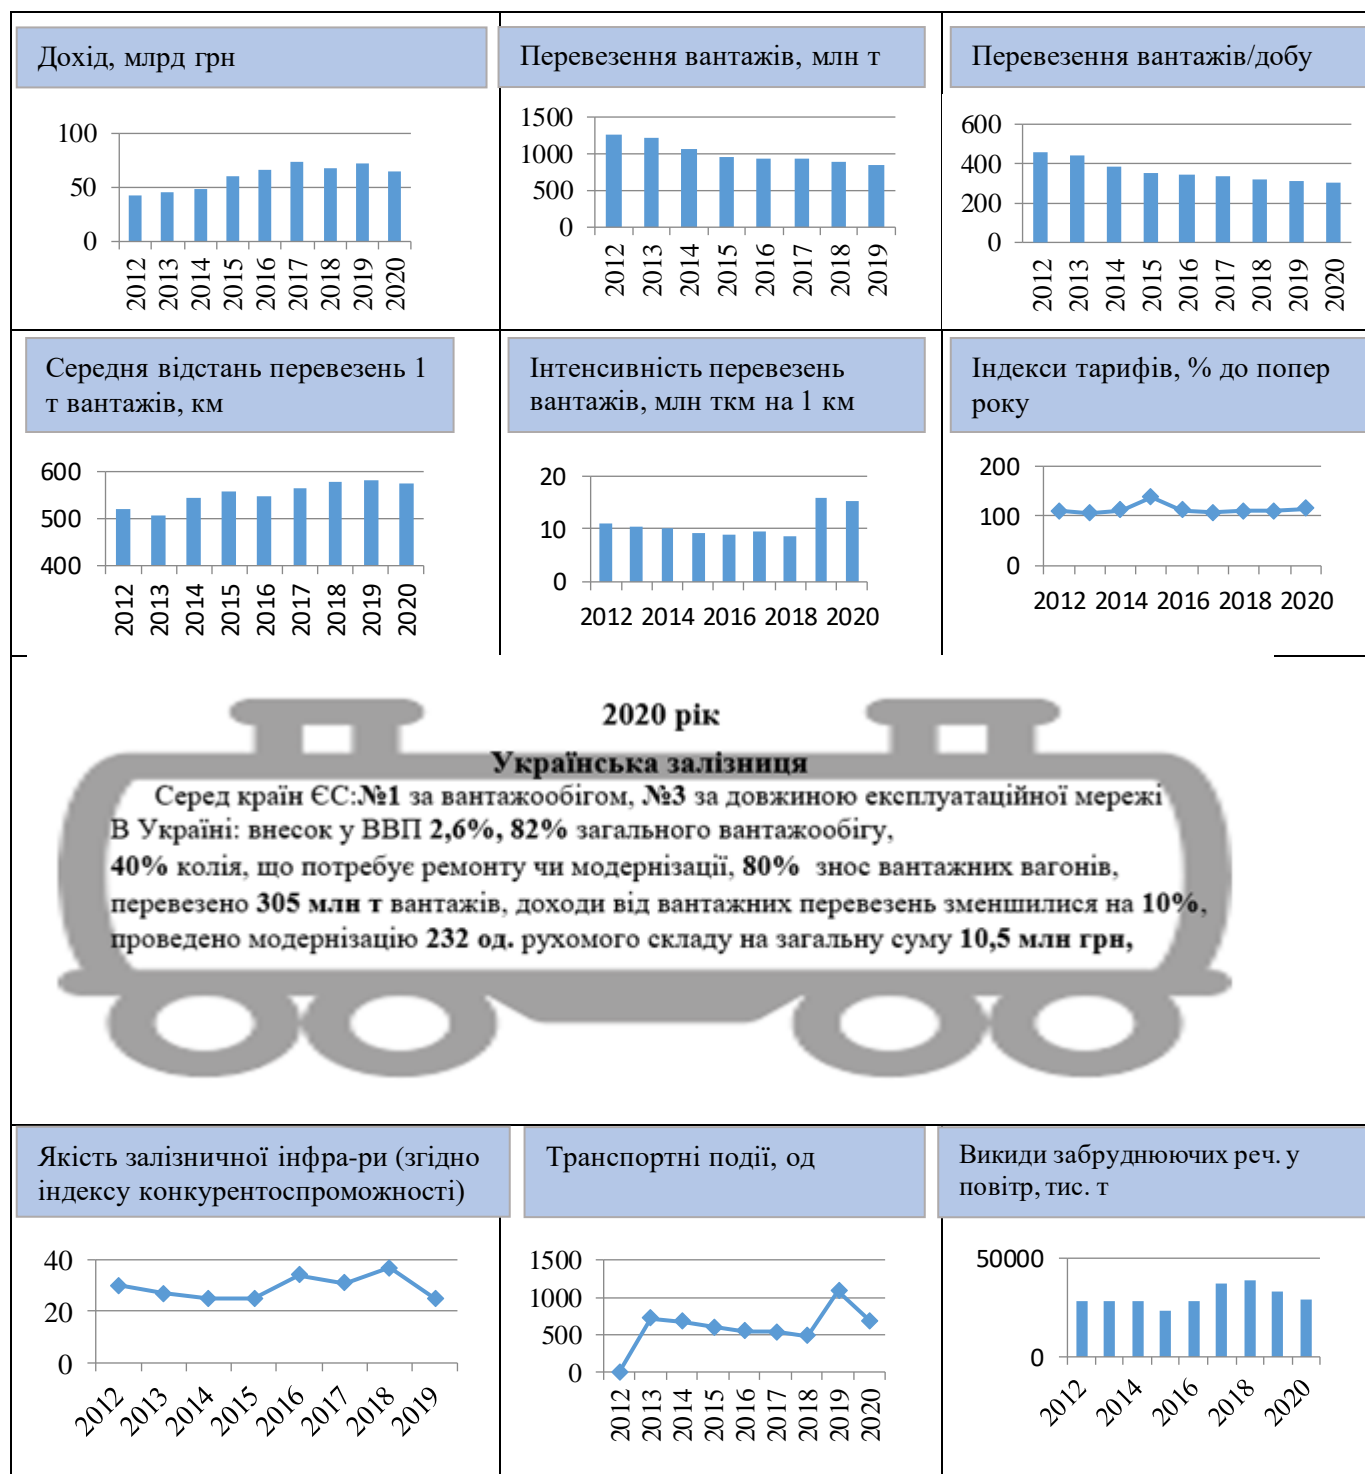 Дохід, млрд грн
100
50
0
2012 2013 2014 2015 2016 2017 2018 2019 2020
Перевезення вантажів, млн т
1500
1000
500
0
2012 2013 2014 2015 2016 2017 2018 2019
Перевезення вантажів/добу
600
400
200
0
2012 2013 2014 2015 2016 2017 2018 2019 2020
Середня відстань перевезень 1
т вантажів, км
600
500
400
2012 2013 2014 2015 2016 2017 2018 2019 2020
Інтенсивність перевезень
вантажів, млн ткм на 1 км
20
10
0
2012 2014 2016 2018 2020
Індекси тарифів, % до попер
року
200
100
0
2012 2014 2016 2018 2020
2020 рік
Українська залізниця
Серед країн ЄС:№1 за вантажообігом, №3 за довжиною експлуатаційної мережі
В Україні: внесок у ВВП 2,6%, 82% загального вантажообігу,
40% колія, що потребує ремонту чи модернізації, 80% знос вантажних вагонів,
перевезено 305 млн т вантажів, доходи від вантажних перевезень зменшилися на 10%,
проведено модернізацію 232 од. рухомого складу на загальну суму 10,5 млн грн,
Якість залізничної інфра-ри (згідно
індексу конкурентоспроможності)
40
20
0
2012 2013 2014 2015 2016 2017 2018 2019
Транспортні події, од
1500
1000
500
0
2012 2013 2014 2015 2016 2017 2018 2019 2020
Викиди забруднюючих реч. у
повітр, тис. т
50000
0
2012 2014 2016 2018 2020